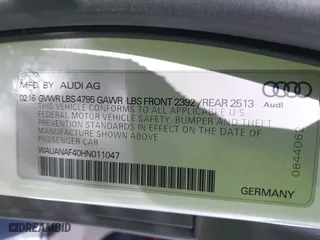 MFD. BY AUDI AG
02/16 GVWR LBS 4795 GAWR LBS FRONT 2392/REAR 2513
THIS VEHICLE CONFORMS TO ALL APPLICABLE U.S.
FEDERAL MOTOR VEHICLE SAFETY, BUMPER AND THEFT
PREVENTION STANDARDS IN EFFECT ON THE DATE OF
MANUFACTURE SHOWN ABOVE.
PASSENGER CAR
WAUANAF40HN011047
GERMANY
Audi
DREAMBID